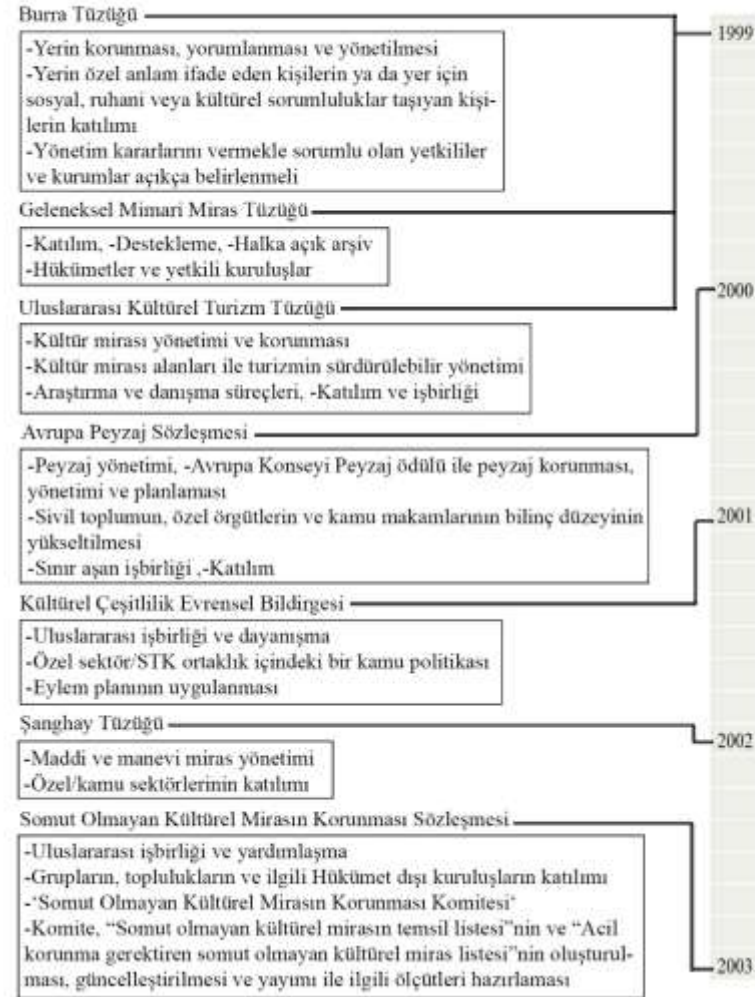 Burra Tüzüğü
1999
-Yerin korunması, yorumlanması ve yönetilmesi
-Yerin özel anlam ifade eden kişilerin ya da yer için
sosyal, ruhani veya kültürel sorumluluklar taşıyan kişi-
lerin katılımı
-Yönetim kararlarını vermekle sorumlu olan yetkililer
ve kurumlar açıkça belirlenmeli
Geleneksel Mimari Miras Tüzüğü
-Katılım, -Destekleme, -Halka açık arşiv
-Hükümetler ve yetkili kuruluşlar
2000
Uluslararası Kültürel Turizm Tüzüğü
-Kültür mirası yönetimi ve korunması
-Kültür mirası alanları ile turizmin sürdürülebilir yönetimi
-Araştırma ve danışma süreçleri, -Katılım ve işbirliği
Avrupa Peyzaj Sözleşmesi
-Peyzaj yönetimi, -Avrupa Konseyi Peyzaj ödülü ile peyzaj korunması,
yönetimi ve planlaması
-Sivil toplumun, özel örgütlerin ve kamu makamlarının bilinç düzeyinin
yükseltilmesi
-Sınır aşan işbirliği ,-Katılım
2001
Kültürel Çeşitlilik Evrensel Bildirgesi
-Uluslararası işbirliği ve dayanışma
-Özel sektör/STK ortaklık içindeki bir kamu politikası
-Eylem planının uygulanması
Şanghay Tüzüğü
2002
-Maddi ve manevi miras yönetimi
-Özel/kamu sektörlerinin katılımı
Somut Olmayan Kültürel Mirasın Korunması Sözleşmesi
-Uluslararası işbirliği ve yardımlaşma
-Grupların, toplulukların ve ilgili Hükümet dışı kuruluşların katılımı
-‘Somut Olmayan Kültürel Mirasın Korunması Komitesi‘
-Komite, “Somut olmayan kültürel mirasın temsil listesi”nin ve “Acil
korunma gerektiren somut olmayan kültürel miras listesi”nin oluşturul-
ması, güncelleştirilmesi ve yayımı ile ilgili ölçütleri hazırlaması
2003